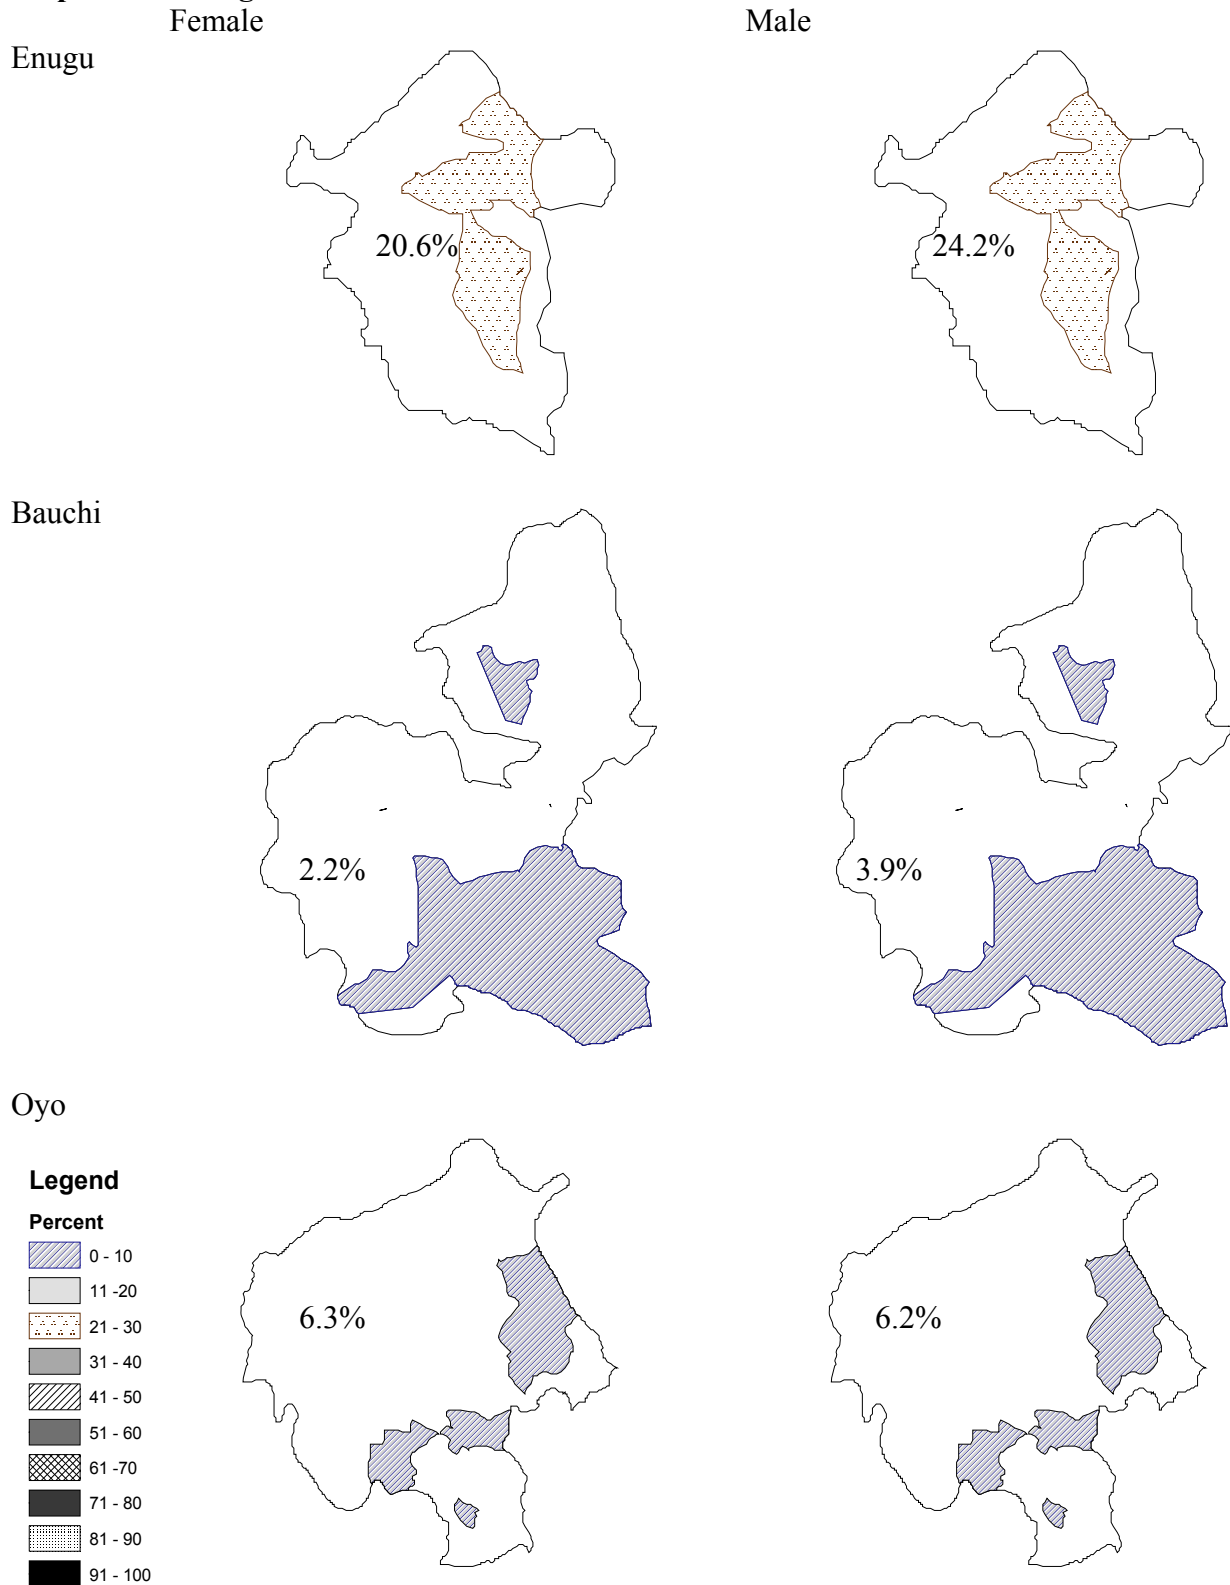 Female Male
Enugu
20.6% 24.2%
Bauchi
2.2% 3.9%
Oyo
Legend
Percent
0 - 10
11 -20
6.3% 6.2%
21 - 30
31 - 40
41 - 50
51 - 60
61 -70
71 - 80
81 - 90
91 - 100